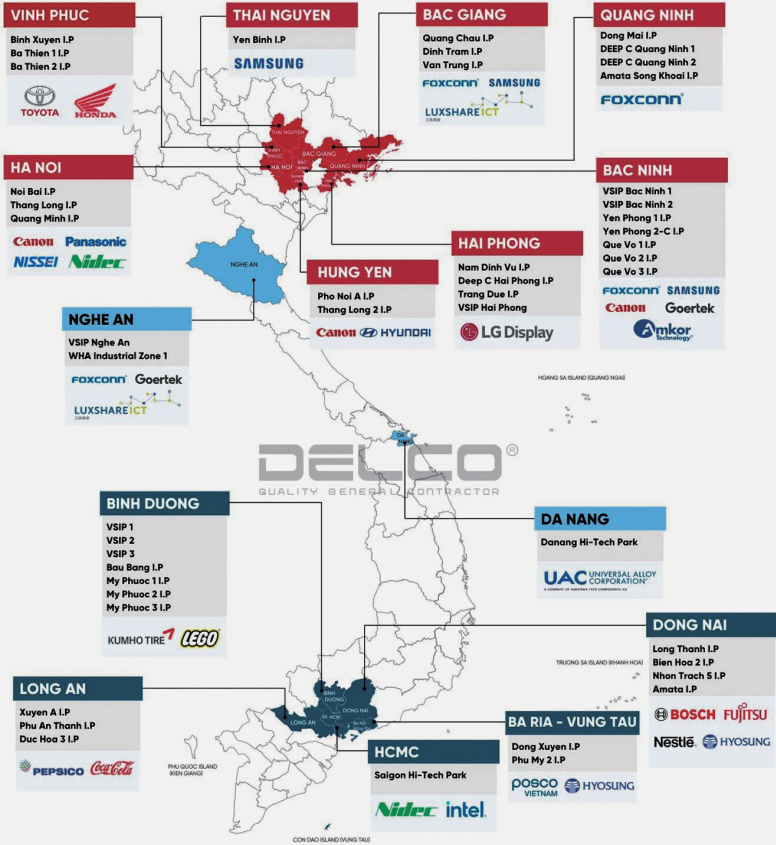 VINH PHUC
Binh Xuyen I.P
Ba Thien 1 I.P
Ba Thien 2 I.P
TOYOTA
HONDA
THAI NGUYEN
Yen Binh I.P
SAMSUNG
BAC GIANG
Quang Chau I.P
Dinh Tram I.P
Van Trung I.P
FOXCONN® SAMSUNG
LUXSHARE ICT
QUANG NINH
Dong Mai I.P
DEEP C Quang Ninh 1
DEEP C Quang Ninh 2
Amata Song Khoai I.P
FOXCONN®
HA NOI
Noi Bai I.P
Thang Long I.P
Quang Minh I.P
Canon Panasonic
NISSEI Nidec
THAI NGUYEN
VINH
PHUC
BAC GIANG
HA NOI
BAC
NINH
QUANG NINH
BAC NINH
VSIP Bac Ninh 1
VSIP Bac Ninh 2
Yen Phong 1 I.P
Yen Phong 2-C I.P
Que Vo 1 I.P
Que Vo 2 I.P
Que Vo 3 I.P
FOXCONN® SAMSUNG
Canon Goertek
Amkor
Technology®
HAI PHONG
Nam Dinh Vu I.P
Deep C Hai Phong I.P
Trang Due I.P
VSIP Hai Phong
LG Display
HUNG YEN
Pho Noi A I.P
Thang Long 2 I.P
Canon HYUNDAI
NGHE AN
NGHE AN
VSIP Nghe An
WHA Industrial Zone 1
FOXCONN® Goertek
LUXSHARE ICT
HOANG SA ISLAND (QUANG NGAI)
DA
NANG
DELCO®
QUALITY GENERAL CONTRACTOR
DA NANG
Danang Hi-Tech Park
UAC UNIVERSAL ALLOY
CORPORATION®
A COMPANY OF MONTANA TECH COMPONENTS AG
BINH DUONG
VSIP 1
VSIP 2
VSIP 3
Bau Bang I.P
My Phuoc 1 I.P
My Phuoc 2 I.P
My Phuoc 3 I.P
KUMHO TIRE LEGO
DONG NAI
Long Thanh I.P
Bien Hoa 2 I.P
Nhon Trach 5 I.P
Amata I.P
BOSCH FUJITSU
Nestlē. HYOSUNG
TRUONG SA ISLAND (KHANH HOA)
LONG AN
Xuyen A I.P
Phu An Thanh I.P
Duc Hoa 3 I.P
PEPSICO Coca-Cola
BINH
DUONG
DONG NAI
TP. HCM
LONG AN
BA RIA - VUNG TAU
Dong Xuyen I.P
Phu My 2 I.P
posco
VIETNAM
HYOSUNG
HCMC
Saigon Hi-Tech Park
Nidec intel.
PHU QUOC ISLAND
(KIEN GIANG)
CON DAO ISLAND (VUNG TAU)